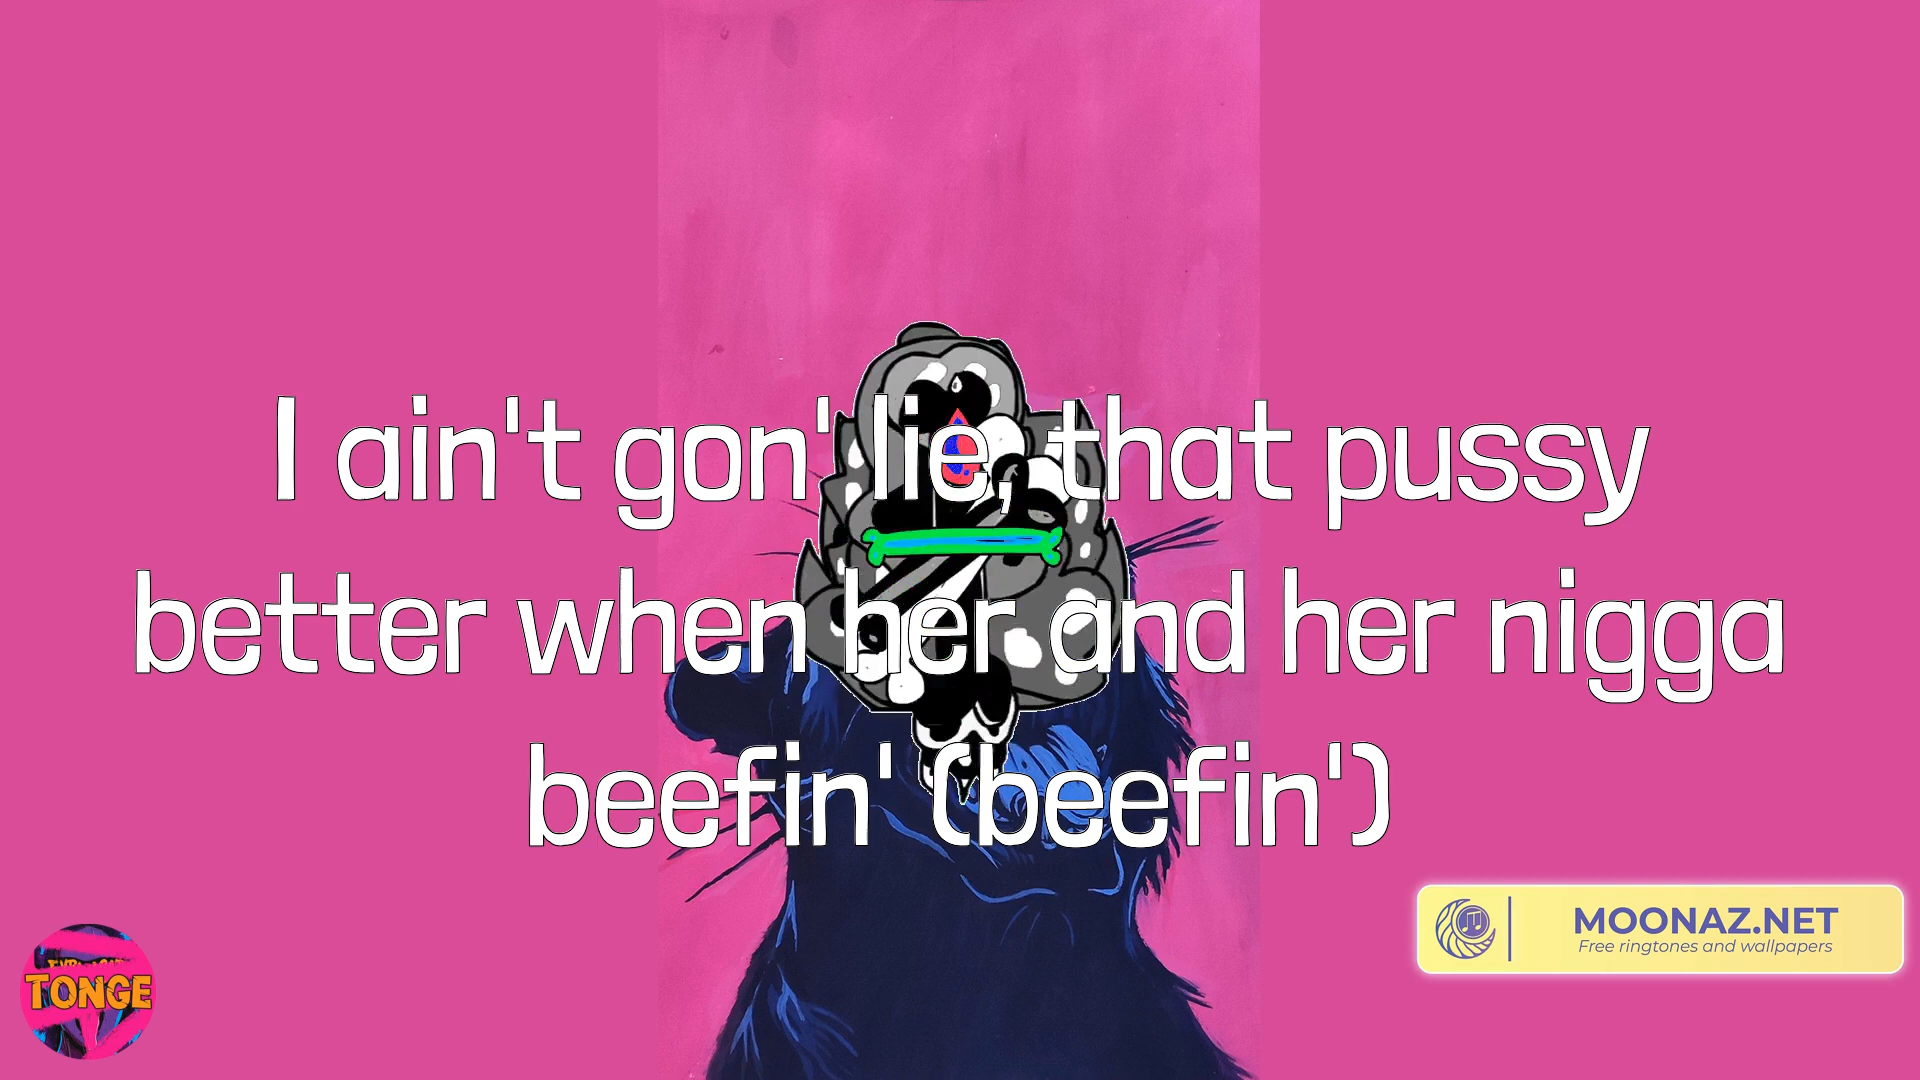 I ain't gon' lie, that pussy
better when her and her nigga
beefin' (beefin')
MOONAZ.NET
Free ringtones and wallpapers
TONGE